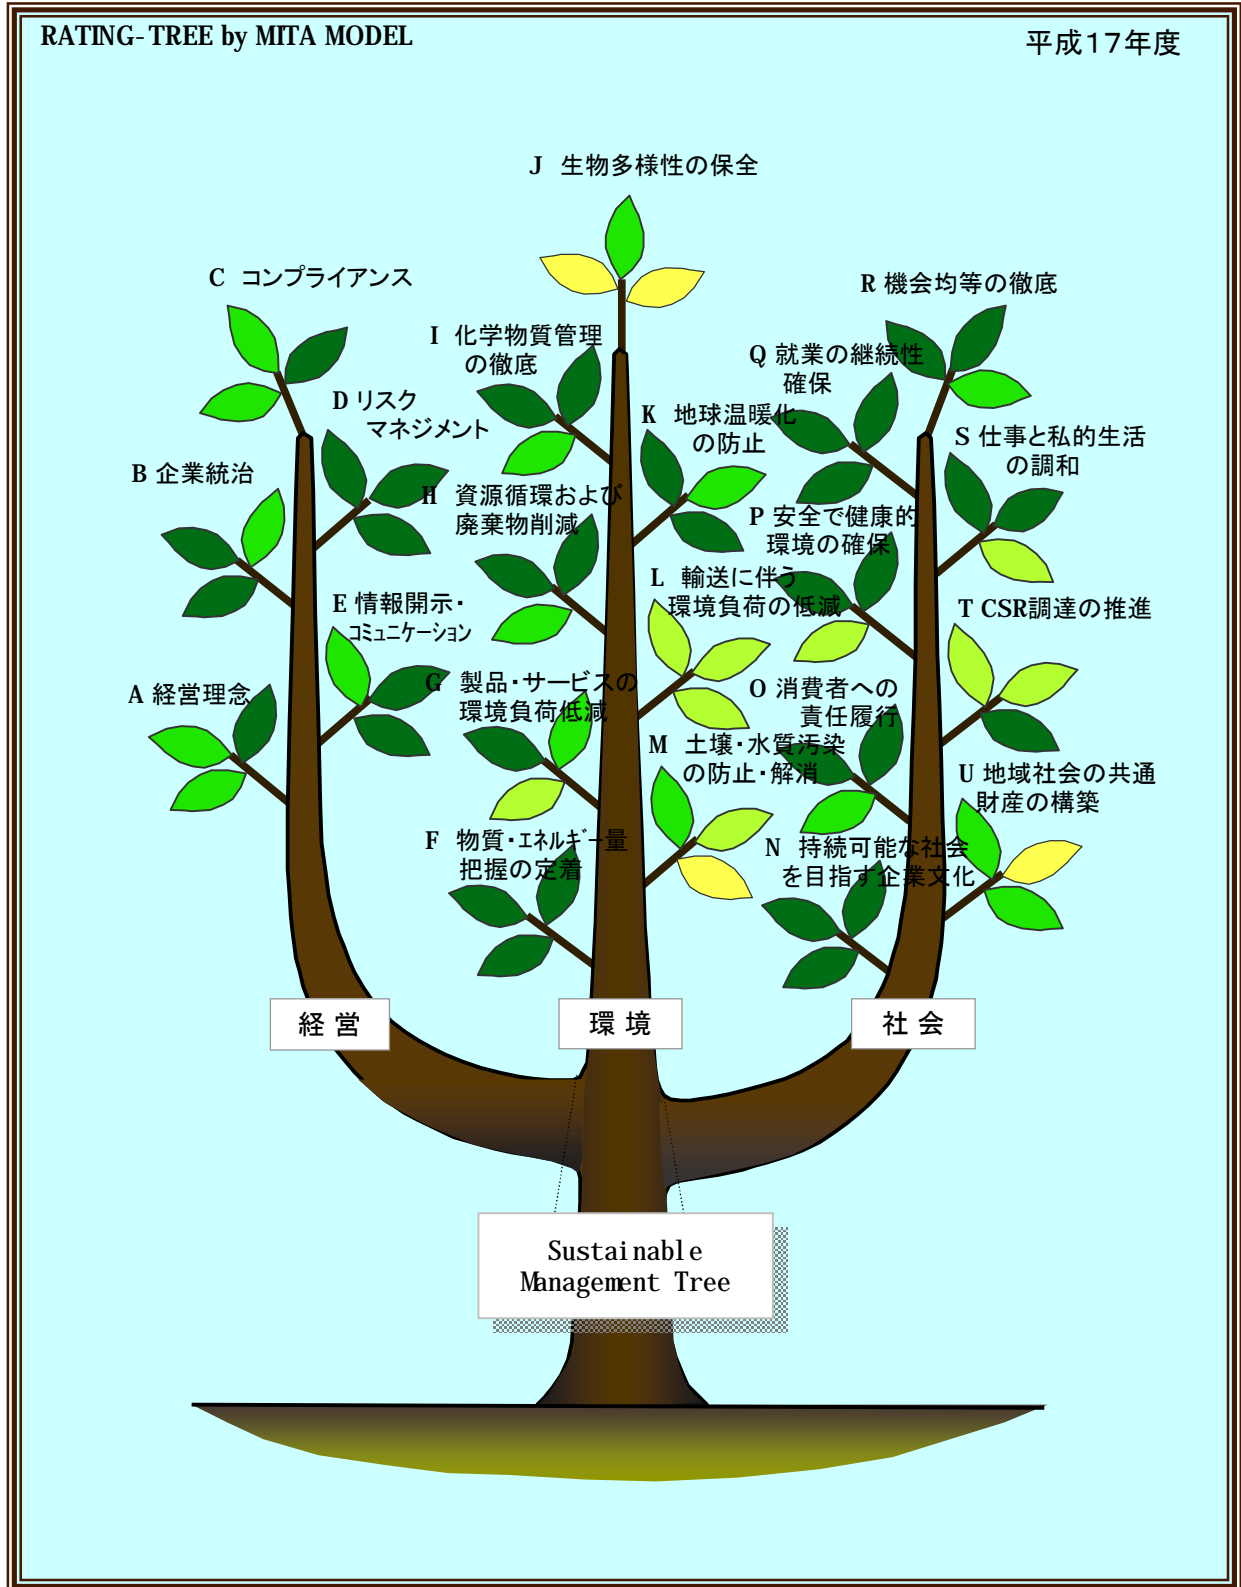 RATING-TREE by MITA MODEL
平成17年度
J 生物多様性の保全
C コンプライアンス
R 機会均等の徹底
I 化学物質管理
の徹底
Q 就業の継続性
確保
D リスク
マネジメント
K 地球温暖化
の防止
S 仕事と私的生活
の調和
B 企業統治
H 資源循環および
廃棄物削減
P 安全で健康的
環境の確保
L 輸送に伴う
環境負荷の低減
E 情報開示・
コミュニケーション
T CSR調達の推進
A 経営理念
G 製品・サービスの
環境負荷低減
O 消費者への
責任履行
M 土壌・水質汚染
の防止・解消
U 地域社会の共通
財産の構築
F 物質・エネルギー量
把握の定着
N 持続可能な社会
を目指す企業文化
経 営
環 境
社 会
Sustainable
Management Tree